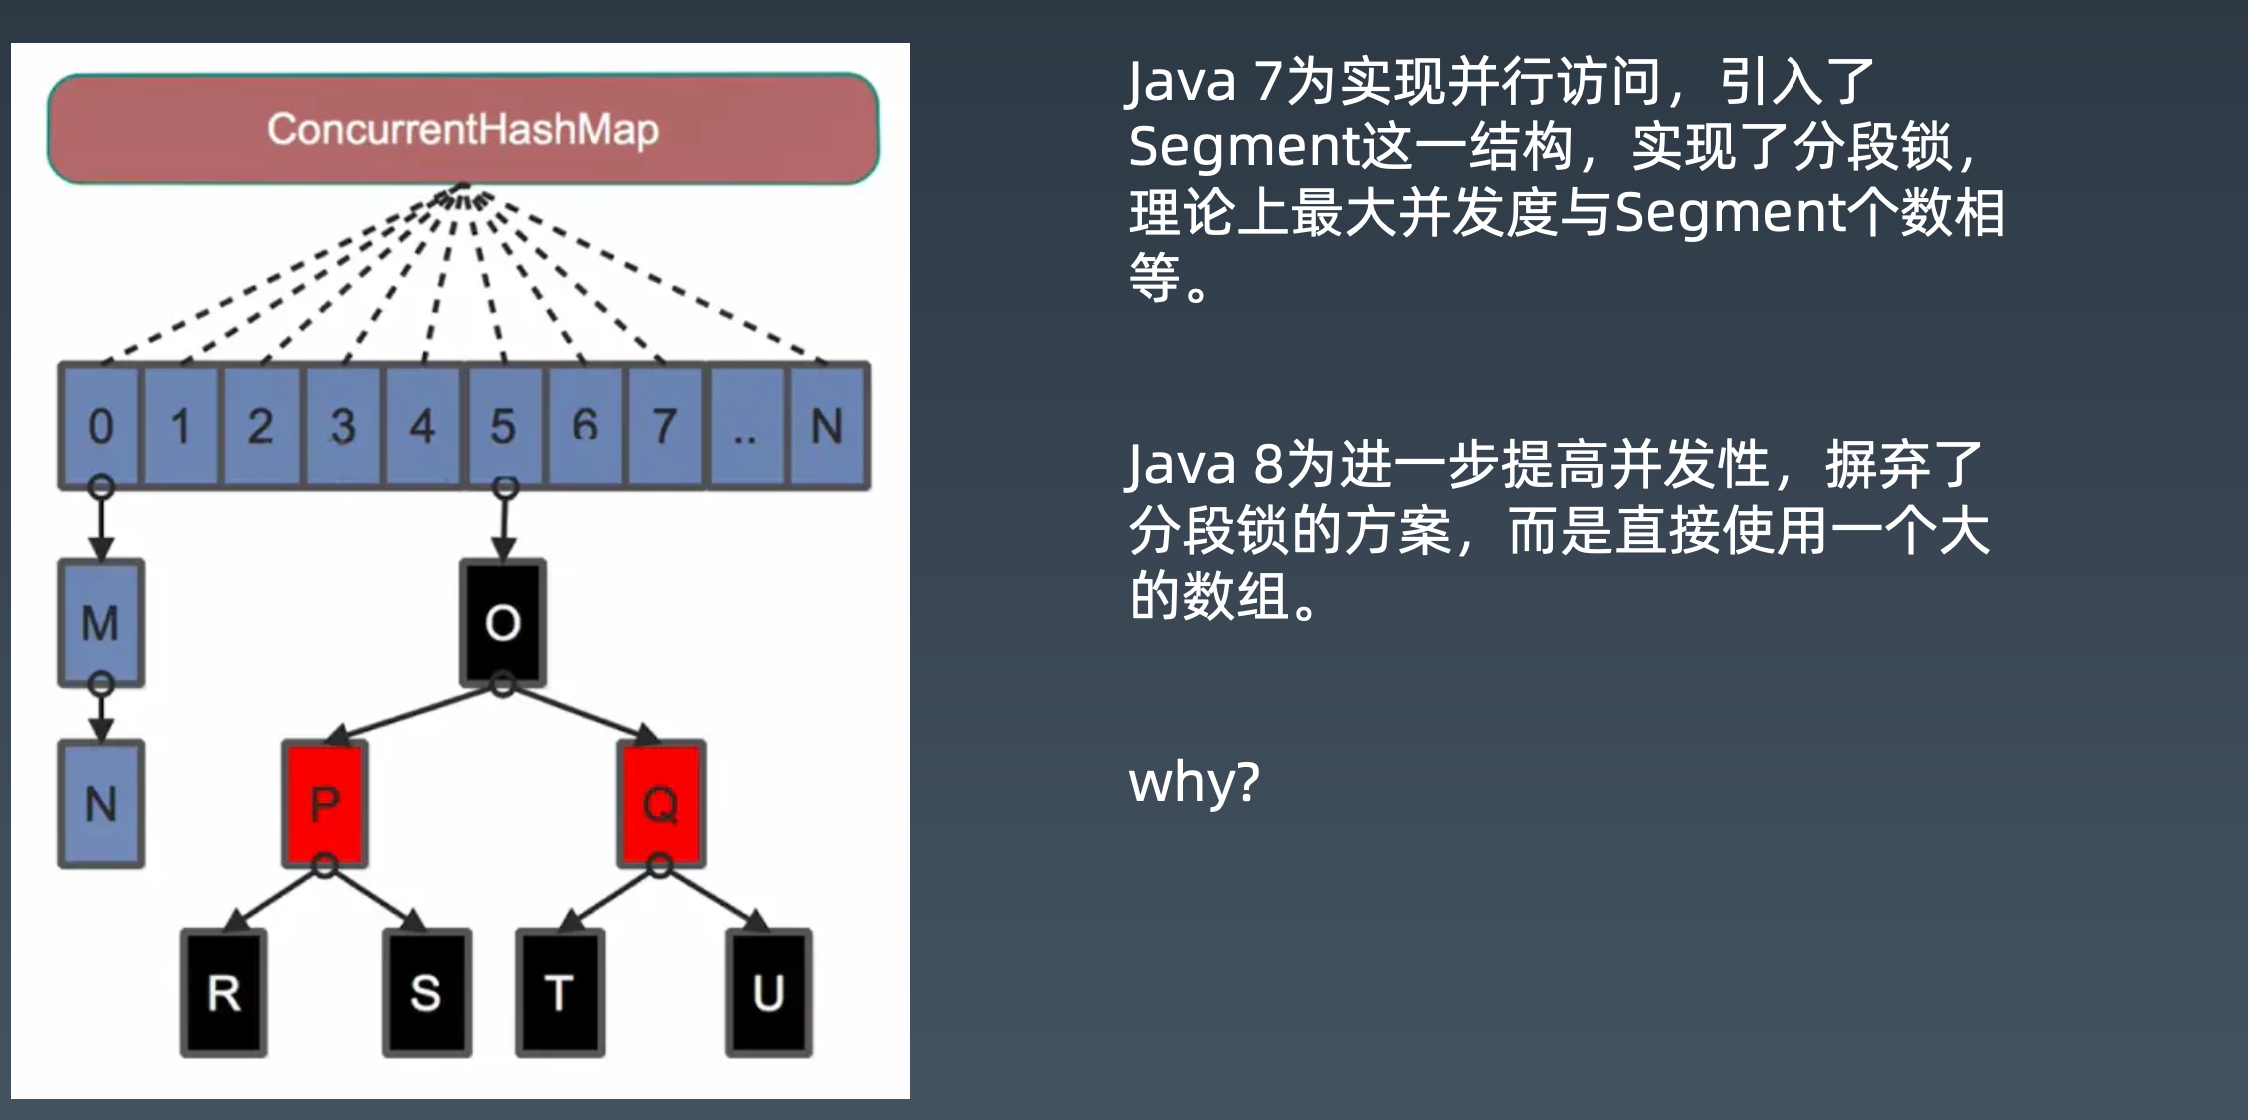 ConcurrentHashMap
0 1 2 3 4 5 6 7 .. N
M
O
N
P
Q
R
S
T
U
Java 7为实现并行访问，引入了
Segment这一结构，实现了分段锁，
理论上最大并发度与Segment个数相
等。
Java 8为进一步提高并发性，摒弃了
分段锁的方案，而是直接使用一个大
的数组。
why?